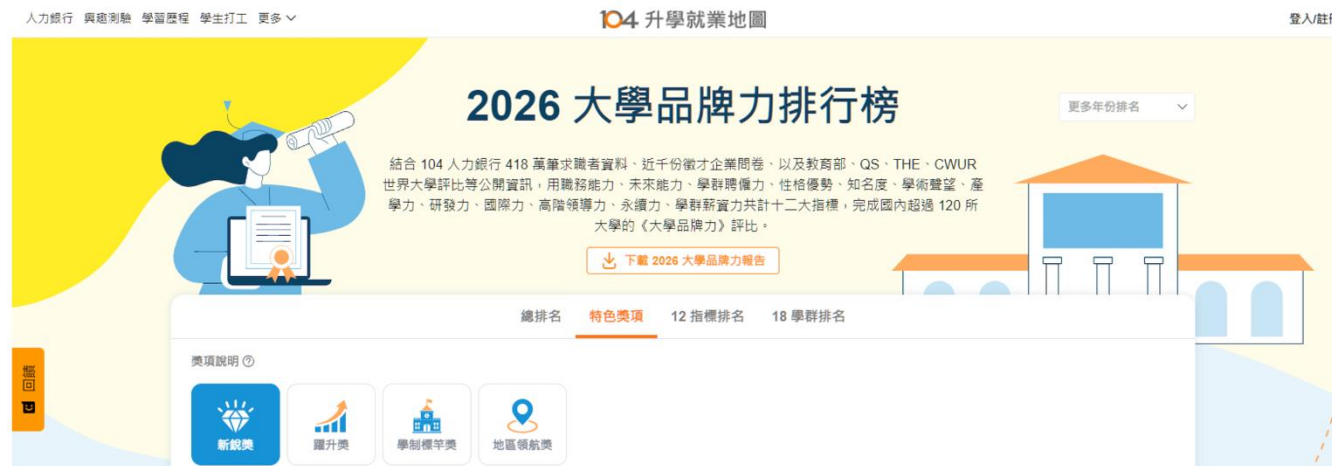 人力銀行 興趣測驗 學習歷程 學生打工 更多
104 升學就業地圖
登入/註冊
2026 大學品牌力排行榜
更多年份排名
結合 104 人力銀行 418 萬筆求職者資料、近千份徵才企業問卷、以及教育部、QS、THE、CWUR
世界大學評比等公開資訊，用職務能力、未來能力、學群聘僱力、性格優勢、知名度、學術聲望、產
學力、研發力、國際力、高階領導力、永續力、學群薪資力共計十二大指標，完成國內超過 120 所
大學的《大學品牌力》評比。
下載 2026 大學品牌力報告
總排名 特色獎項 12 指標排名 18 學群排名
獎項說明
回饋
新銳獎 躍升獎 學制標竿獎 地區領航獎